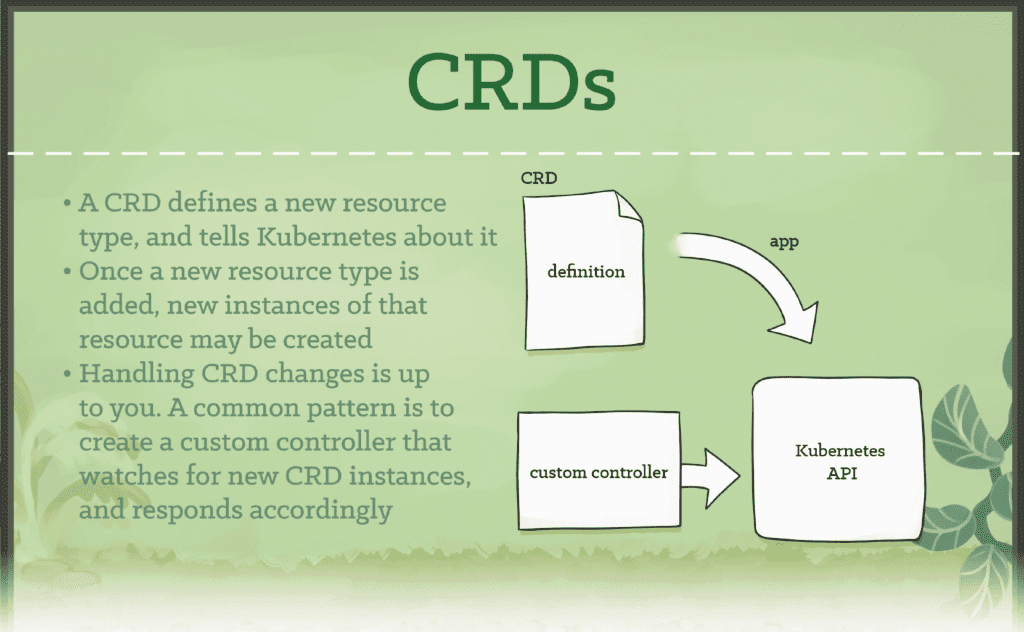 CRDs
• A CRD defines a new resource
type, and tells Kubernetes about it
• Once a new resource type is
added, new instances of that
resource may be created
• Handling CRD changes is up
to you. A common pattern is to
create a custom controller that
watches for new CRD instances,
and responds accordingly
CRD
definition
app
custom controller
Kubernetes
API